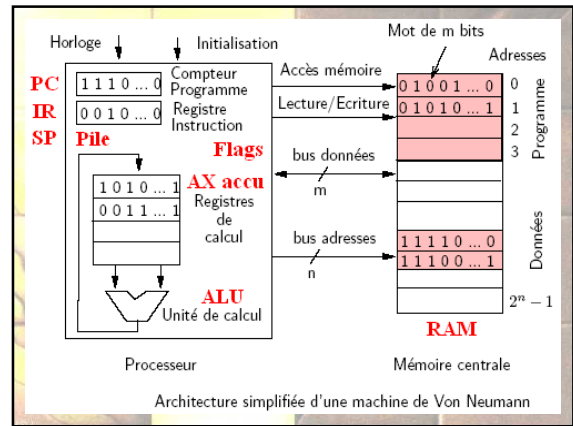 Horloge
Initialisation
Mot de m bits
Adresses
PC
1 1 1 0 ... 0
Compteur
Programme
IR
0 0 1 0 ... 0
Registre
Instruction
SP
Pile
Flags
1 0 1 0 ... 1
AX accu
0 0 1 1 ... 1
Registres
de
calcul
ALU
Unité de calcul
Processeur
Accès mémoire
Lecture/Ecriture
bus données
m
bus adresses
n
0 1 0 0 1 ... 0
0
0 1 0 1 0 ... 1
1
2
3
Programme
1 1 1 1 0 ... 0
1 1 1 0 0 ... 1
Données
2ⁿ − 1
RAM
Mémoire centrale
Architecture simplifiée d'une machine de Von Neumann